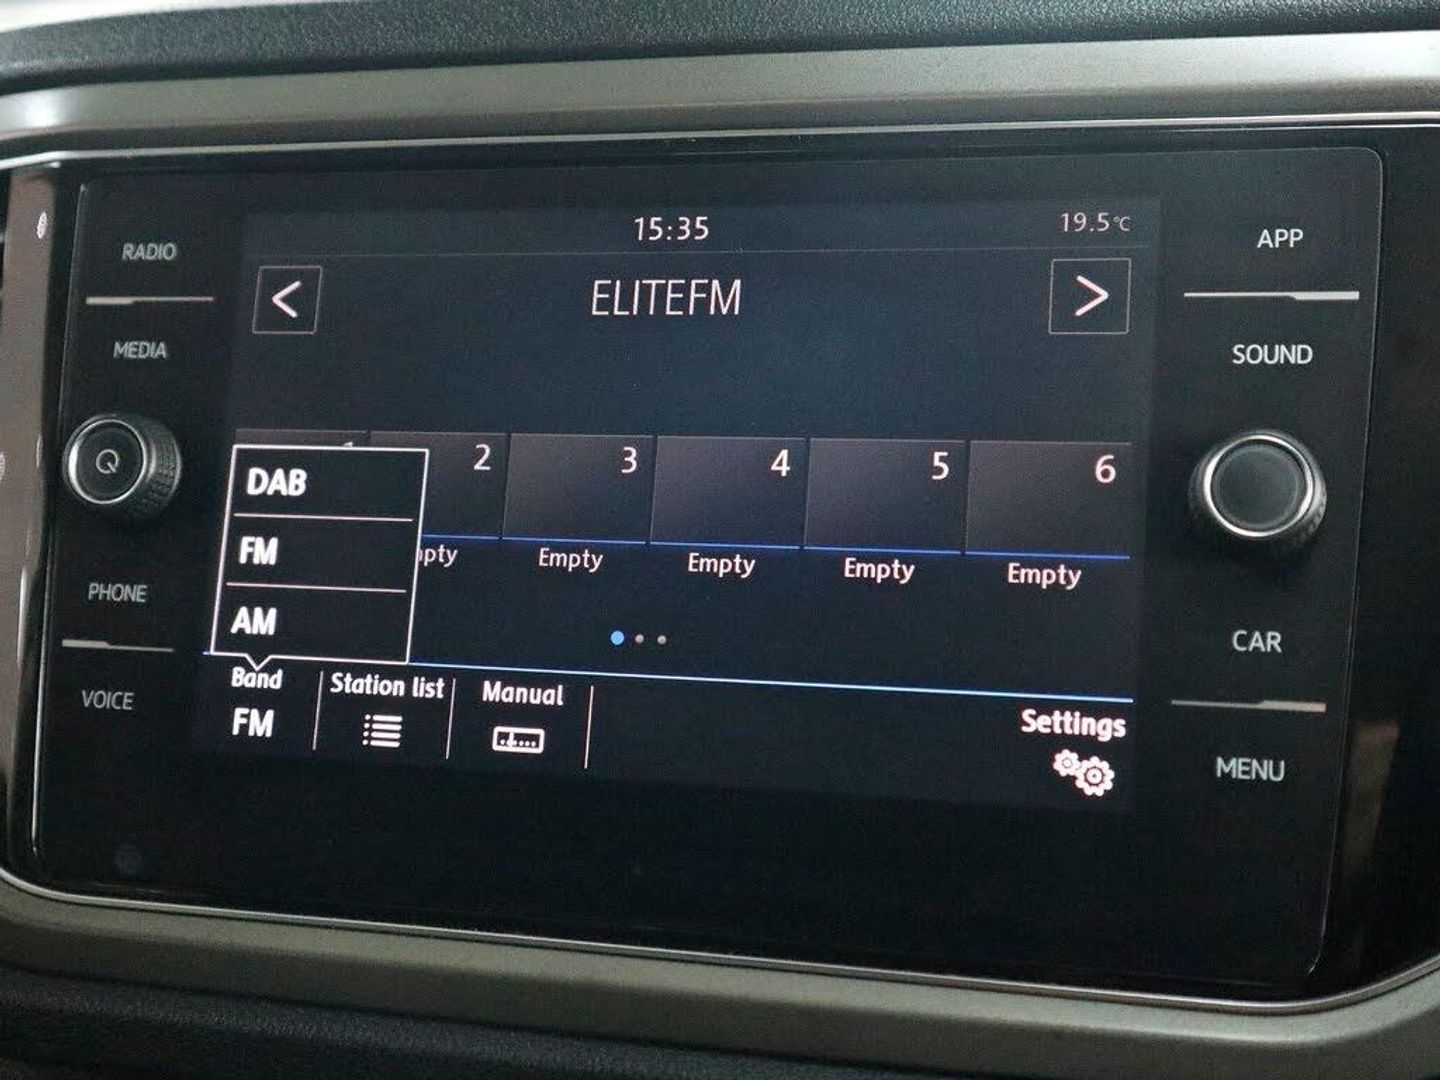 15:35
19.5°C
RADIO
APP
<
ELITEFM
>
MEDIA
SOUND
2
3
4
5
6
DAB
FM
AM
Empty
Empty
Empty
Empty
PHONE
CAR
VOICE
Band
FM
Station list
Manual
Settings
MENU